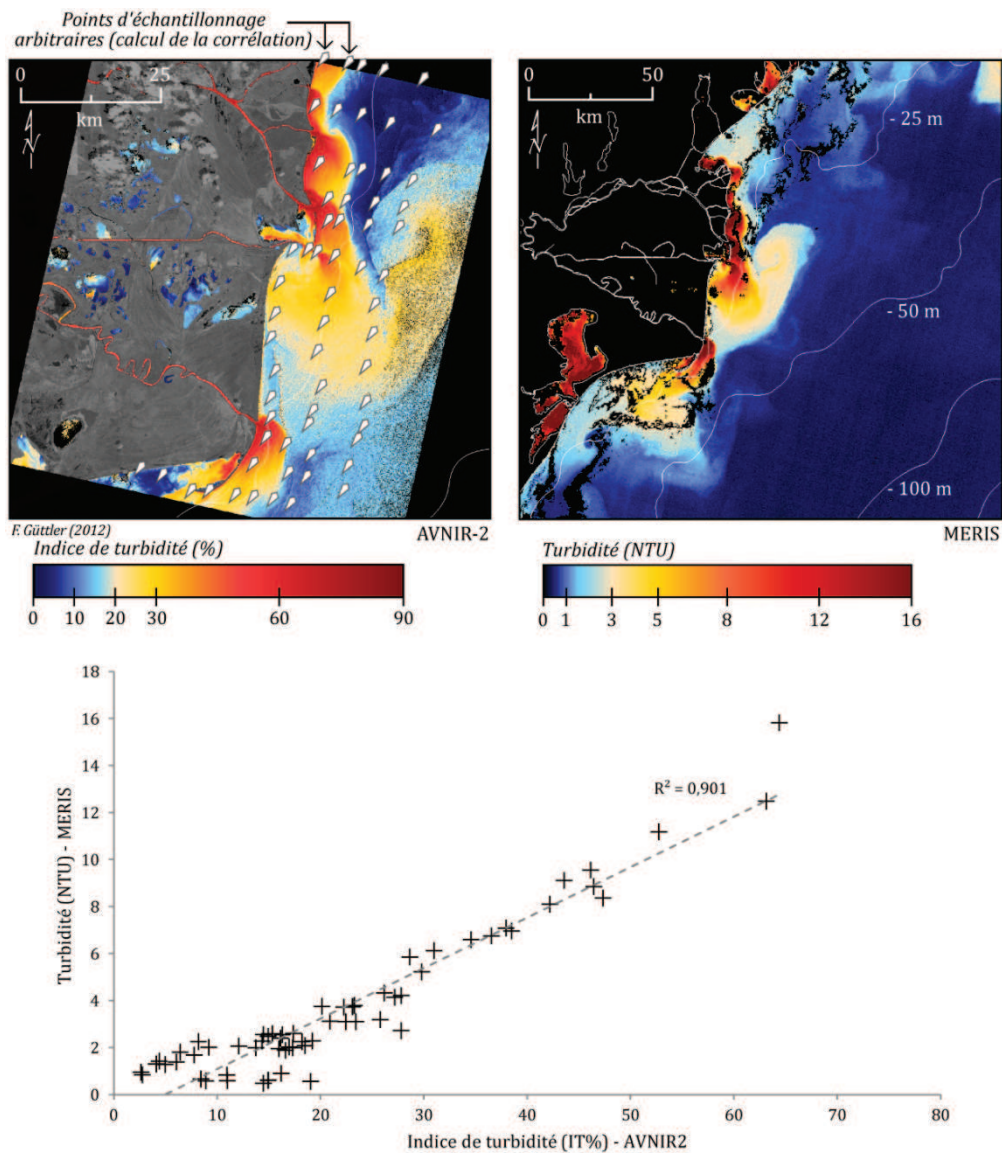 Points d'échantillonnage
arbitraires (calcul de la corrélation)
0 25
km
N
0 50
km
N
- 25 m
- 50 m
- 100 m
F. Güttler (2012)
AVNIR-2
MERIS
Indice de turbidité (%)
0 10 20 30 60 90
Turbidité (NTU)
0 1 3 5 8 12 16
18
16
14
12
10
8
6
4
2
0
Turbidité (NTU) - MERIS
R² = 0,901
0 10 20 30 40 50 60 70 80
Indice de turbidité (IT%) - AVNIR2